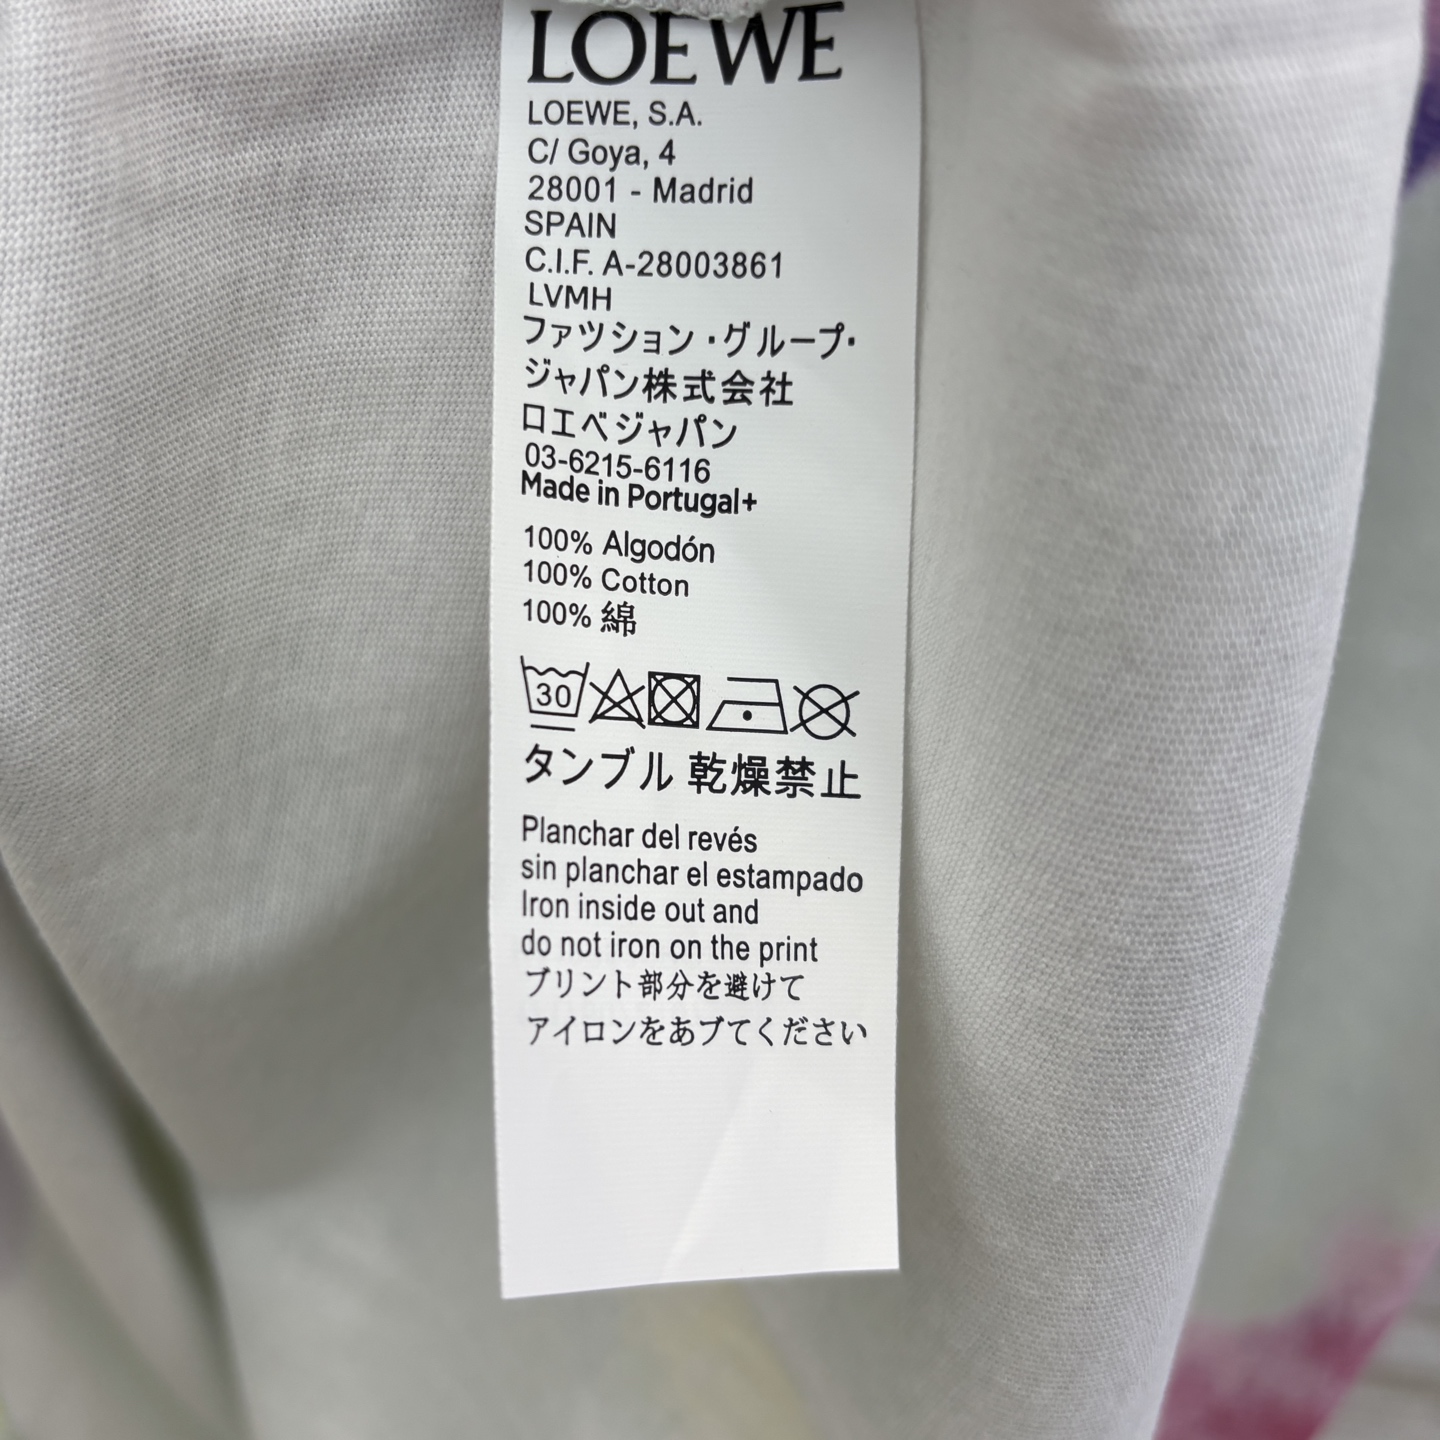 LOEWE
LOEWE, S.A.
C/ Goya, 4
28001 - Madrid
SPAIN
C.I.F. A-28003861
LVMH
ファツション・グループ・
ジャパン株式会社
ロエベジャパン
03-6215-6116
Made in Portugal+
100% Algodón
100% Cotton
100% 綿
30
タンブル 乾燥禁止
Planchar del revés
sin planchar el estampado
Iron inside out and
do not iron on the print
プリント部分を避けて
アイロンをあブてください